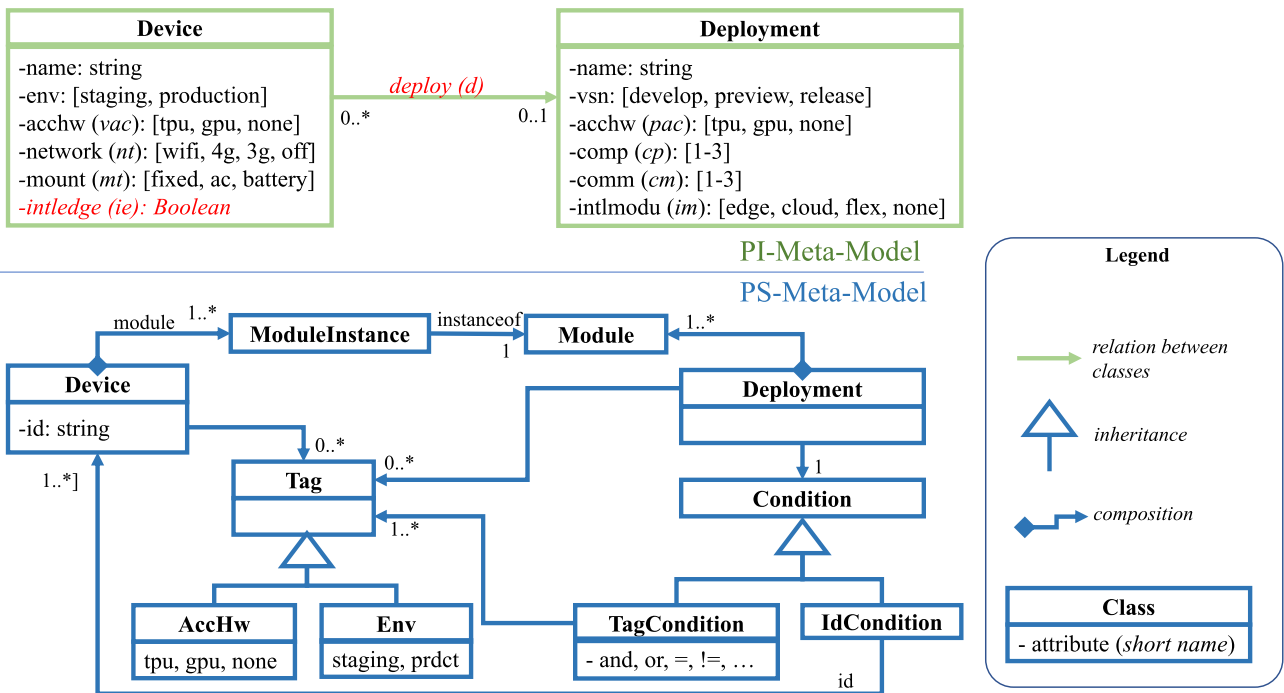 Device
-name: string
-env: [staging, production]
-acchw (vac): [tpu, gpu, none]
-network (nt): [wifi, 4g, 3g, off]
-mount (mt): [fixed, ac, battery]
-intledge (ie): Boolean
deploy (d)
0..*
0..1
Deployment
-name: string
-vsn: [develop, preview, release]
-acchw (pac): [tpu, gpu, none]
-comp (cp): [1-3]
-comm (cm): [1-3]
-intlmodu (im): [edge, cloud, flex, none]
PI-Meta-Model
PS-Meta-Model
module
1..*
ModuleInstance
instanceof
1
Module
1..*
Device
-id: string
Deployment
0..*
1..*]
Tag
0..*
1..*
1
Condition
AccHw
tpu, gpu, none
Env
staging, prdct
TagCondition
- and, or, =, !=, …
IdCondition
id
Legend
relation between
classes
inheritance
composition
Class
- attribute (short name)